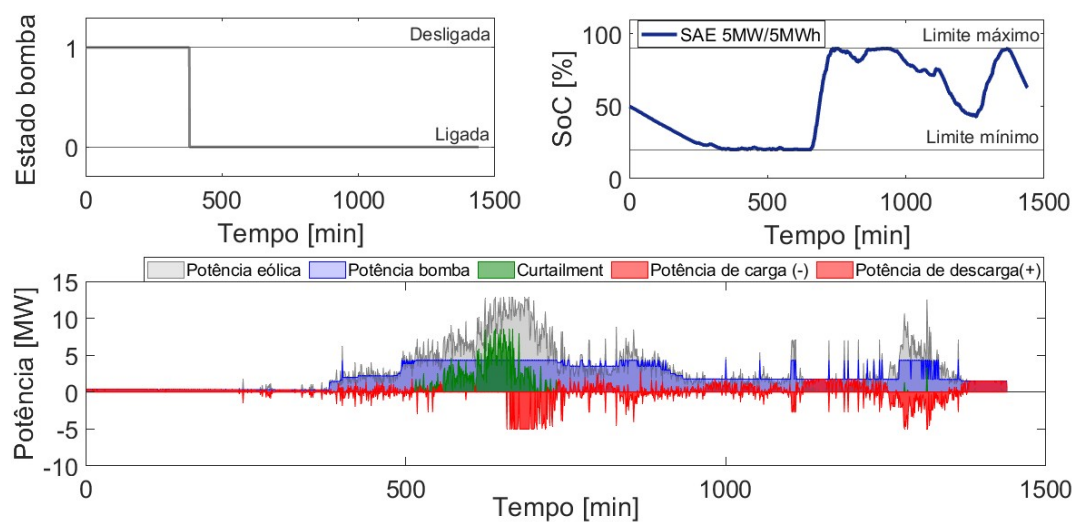 Estado bomba
1
0
Desligada
Ligada
0
500
1000
1500
Tempo [min]
SoC [%]
100
50
0
SAE 5MW/5MWh
Limite máximo
Limite mínimo
0
500
1000
1500
Tempo [min]
Potência eólica
Potência bomba
Curtailment
Potência de carga (-)
Potência de descarga(+)
Potência [MW]
15
10
5
0
-5
-10
0
500
1000
1500
Tempo [min]